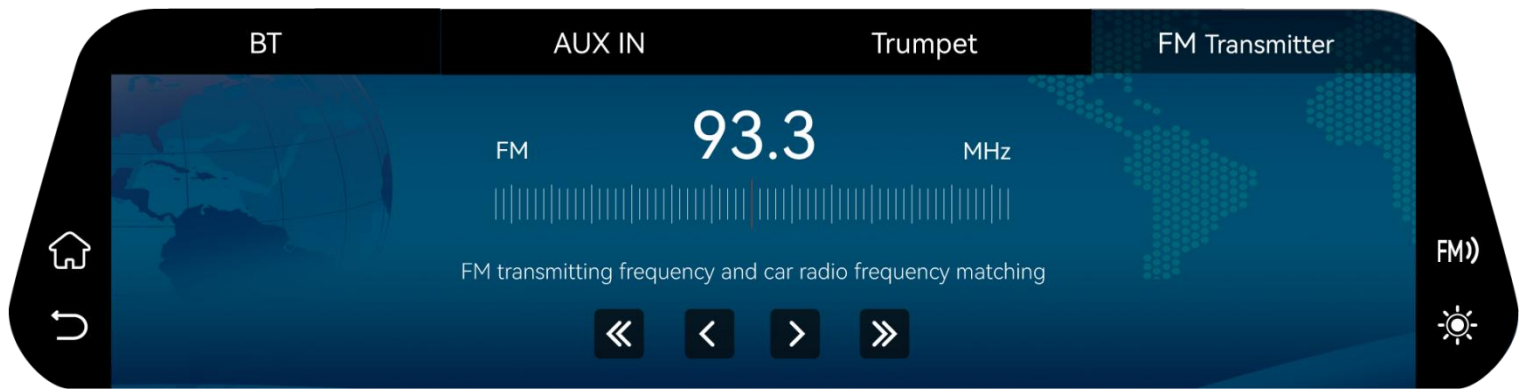 BT
AUX IN
Trumpet
FM Transmitter
93.3
FM
MHz
FM transmitting frequency and car radio frequency matching
FM